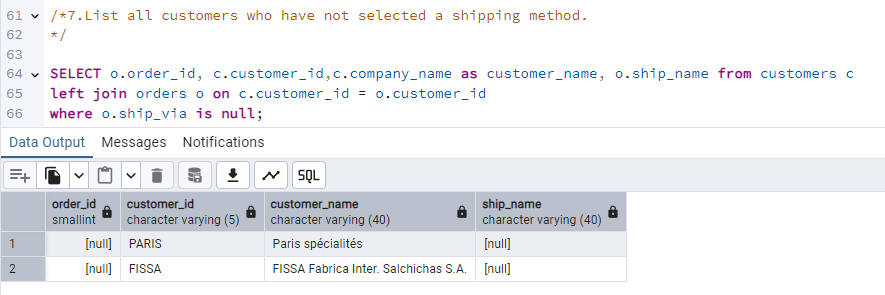 61 /*7.List all customers who have not selected a shipping method.
62 */
63
64 SELECT o.order_id, c.customer_id,c.company_name as customer_name, o.ship_name from customers c
65 left join orders o on c.customer_id = o.customer_id
66 where o.ship_via is null;
Data Output Messages Notifications
SQL
order_id customer_id customer_name ship_name
smallint character varying (5) character varying (40) character varying (40)
1 [null] PARIS Paris spécialités [null]
2 [null] FISSA FISSA Fabrica Inter. Salchichas S.A. [null]